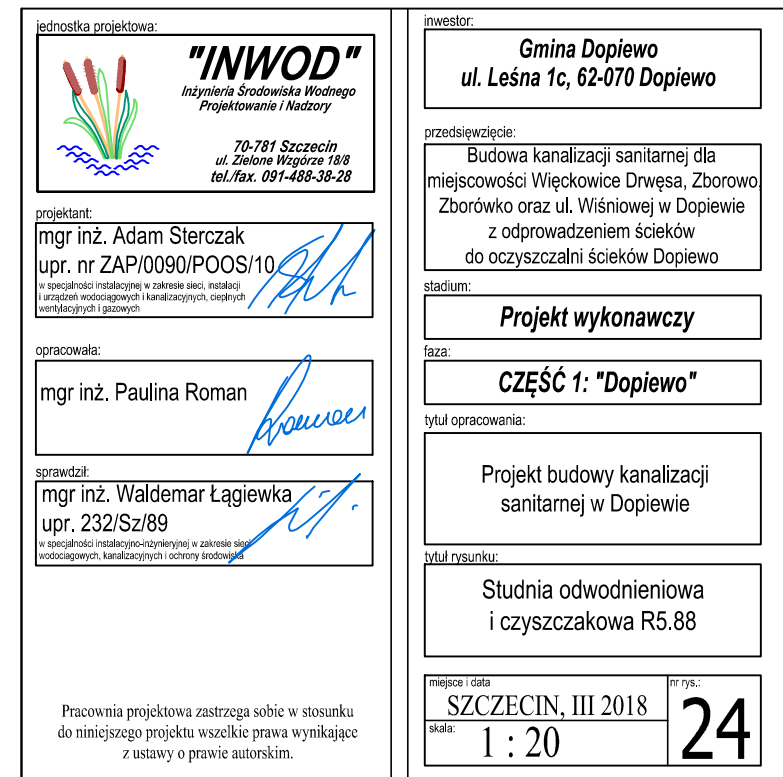 jednostka projektowa:
"INWOD"
Inżynieria Środowiska Wodnego
Projektowanie i Nadzory
70-781 Szczecin
ul. Zielone Wzgórze 18/8
tel./fax. 091-488-38-28
projektant:
mgr inż. Adam Sterczak
upr. nr ZAP/0090/POOS/10
w specjalności instalacyjnej w zakresie sieci, instalacji
i urządzeń wodociągowych i kanalizacyjnych, cieplnych
wentylacyjnych i gazowych
opracowała:
mgr inż. Paulina Roman
Roman
sprawdził:
mgr inż. Waldemar Łągiewka
upr. 232/Sz/89
w specjalności instalacyjno-inżynieryjnej w zakresie sieci
wodociagowych, kanalizacyjnych i ochrony środowiska
Pracownia projektowa zastrzega sobie w stosunku
do niniejszego projektu wszelkie prawa wynikające
z ustawy o prawie autorskim.
inwestor:
Gmina Dopiewo
ul. Leśna 1c, 62-070 Dopiewo
przedsięwzięcie:
Budowa kanalizacji sanitarnej dla
miejscowości Więckowice Drwęsa, Zborowo,
Zborówko oraz ul. Wiśniowej w Dopiewie
z odprowadzeniem ścieków
do oczyszczalni ścieków Dopiewo
stadium:
Projekt wykonawczy
faza:
CZĘŚĆ 1: "Dopiewo"
tytuł opracowania:
Projekt budowy kanalizacji
sanitarnej w Dopiewie
tytuł rysunku:
Studnia odwodnieniowa
i czyszczakowa R5.88
miejsce i data
SZCZECIN, III 2018
skala:
1 : 20
nr rys.:
24